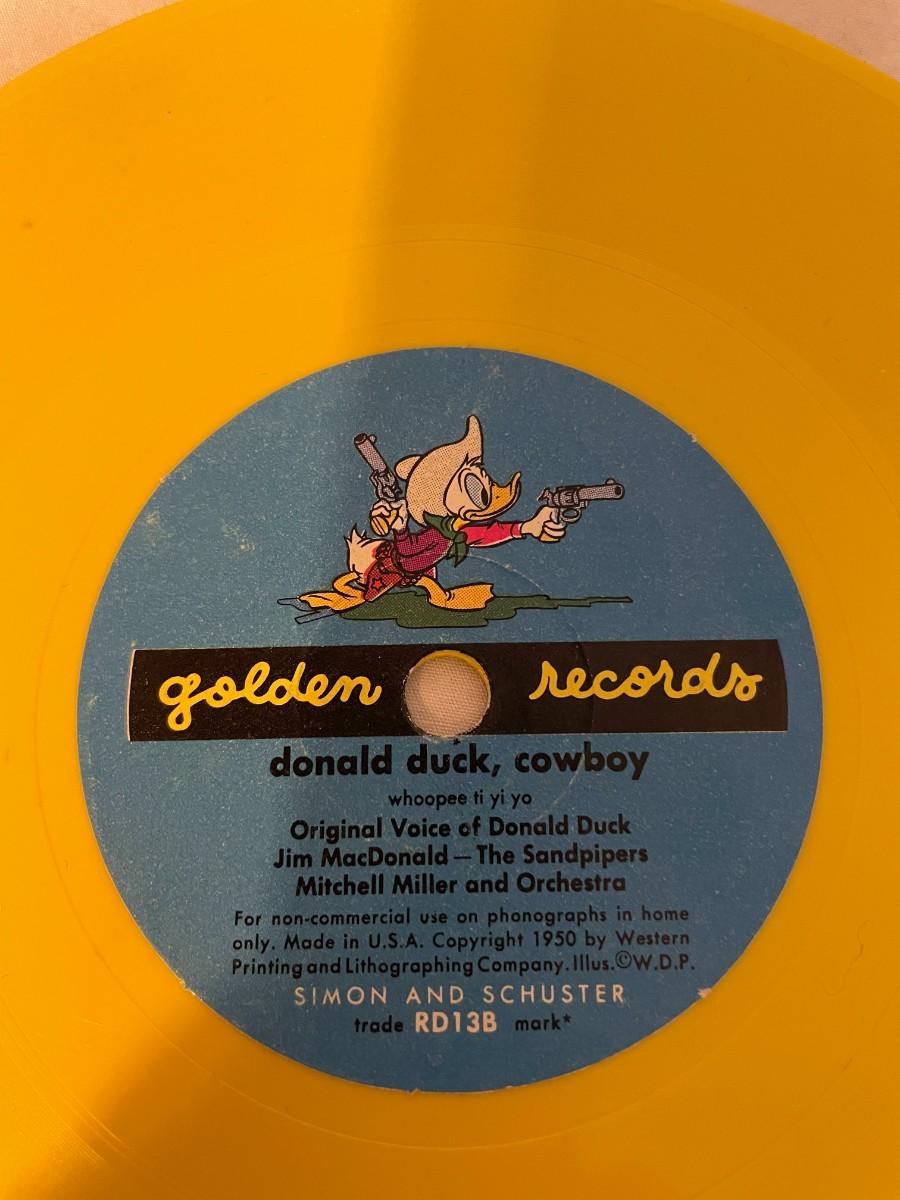 golden records
donald duck, cowboy
whoopee ti yi yo
Original Voice of Donald Duck
Jim MacDonald — The Sandpipers
Mitchell Miller and Orchestra
For non-commercial use on phonographs in home
only. Made in U.S.A. Copyright 1950 by Western
Printing and Lithographing Company. Illus. ©W.D.P.
SIMON AND SCHUSTER
trade RD13B mark*